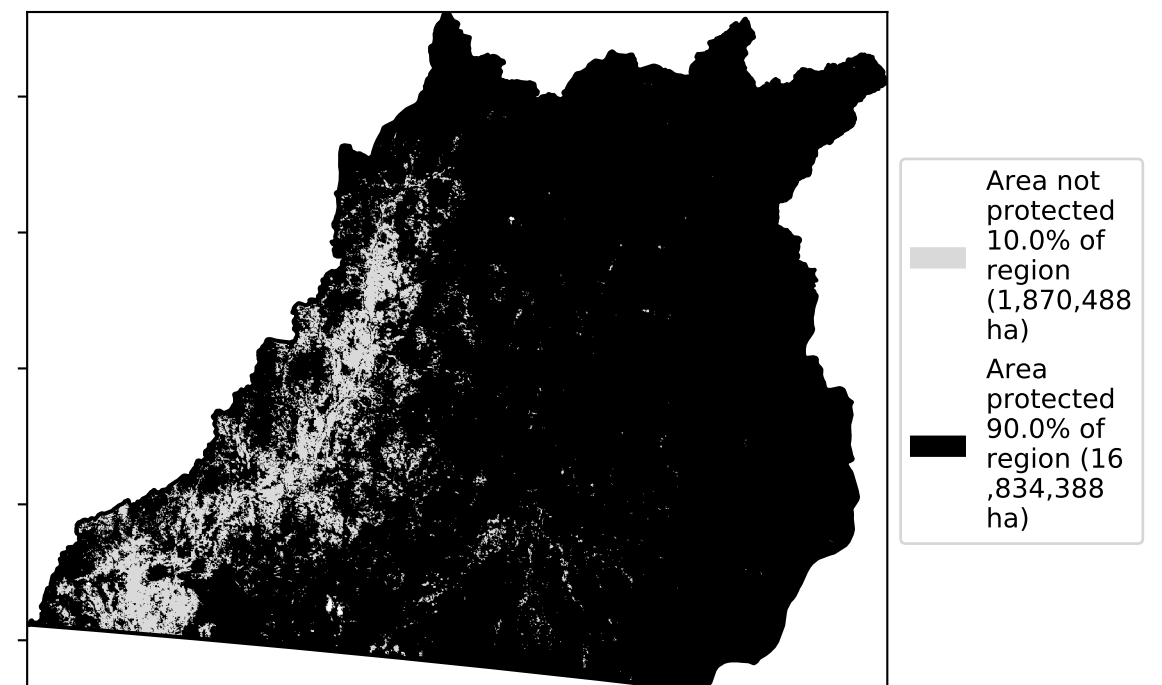 Area not
protected
10.0% of
region
(1,870,488
ha)
Area
protected
90.0% of
region (16
,834,388
ha)